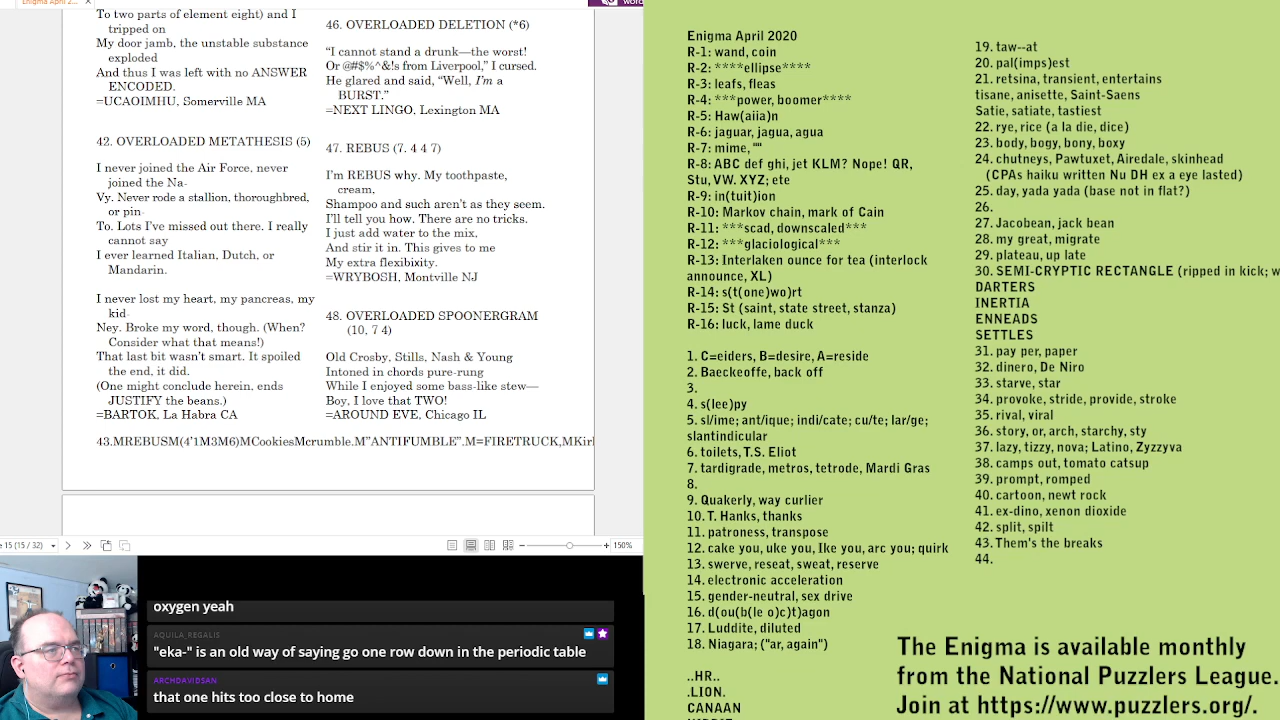 Enigma April 2...
To two parts of element eight) and I
tripped on
My door jamb, the unstable substance
exploded
And thus I was left with no ANSWER
ENCODED.
=UCAOIMHU, Somerville MA
42. OVERLOADED METATHESIS (5)
I never joined the Air Force, never
joined the Na-
Vy. Never rode a stallion, thoroughbred,
or pin-
To. Lots I've missed out there. I really
cannot say
I ever learned Italian, Dutch, or
Mandarin.
I never lost my heart, my pancreas, my
kid-
Ney. Broke my word, though. (When?
Consider what that means!)
That last bit wasn't smart. It spoiled
the end, it did.
(One might conclude herein, ends
JUSTIFY the beans.)
=BARTOK, La Habra CA
43.MREBUSM(4'1M3M6)MCookiesMcrumble.M"ANTIFUMBLE".M=FIRETRUCK,MKirl
46. OVERLOADED DELETION (*6)
"I cannot stand a drunk—the worst!
Or @#$%^&!s from Liverpool," I cursed.
He glared and said, "Well, I'm a
BURST."
=NEXT LINGO, Lexington MA
47. REBUS (7, 4 4 7)
I'm REBUS why. My toothpaste,
cream,
Shampoo and such aren't as they seem.
I'll tell you how. There are no tricks.
I just add water to the mix,
And stir it in. This gives to me
My extra flexibixity.
=WRYBOSH, Montville NJ
48. OVERLOADED SPOONERGRAM
(10, 7 4)
Old Crosby, Stills, Nash & Young
Intoned in chords pure-rung
While I enjoyed some bass-like stew—
Boy, I love that TWO!
=AROUND EVE, Chicago IL
e 15 (15 / 32)
150%
oxygen yeah
AQUILA_REGALIS
"eka-" is an old way of saying go one row down in the periodic table
ARCHDAVIDSAN
that one hits too close to home
Enigma April 2020
R-1: wand, coin
R-2: ****ellipse****
R-3: leafs, fleas
R-4: ***power, boomer****
R-5: Haw(aiia)n
R-6: jaguar, jagua, agua
R-7: mime, ""
R-8: ABC def ghi, jet KLM? Nope! QR,
Stu, VW. XYZ; ete
R-9: in(tuit)ion
R-10: Markov chain, mark of Cain
R-11: ***scad, downscaled***
R-12: ***glaciological***
R-13: Interlaken ounce for tea (interlock
announce, XL)
R-14: s(t(one)wo)rt
R-15: St (saint, state street, stanza)
R-16: luck, lame duck
1. C=eiders, B=desire, A=reside
2. Baeckeoffe, back off
3.
4. s(lee)py
5. sl/ime; ant/ique; indi/cate; cu/te; lar/ge;
slantindicular
6. toilets, T.S. Eliot
7. tardigrade, metros, tetrode, Mardi Gras
8.
9. Quakerly, way curlier
10. T. Hanks, thanks
11. patroness, transpose
12. cake you, uke you, Ike you, arc you; quirk
13. swerve, reseat, sweat, reserve
14. electronic acceleration
15. gender-neutral, sex drive
16. d(ou(b(le o)c)t)agon
17. Luddite, diluted
18. Niagara; ("ar, again")
..HR..
.LION.
CANAAN
19. taw--at
20. pal(imps)est
21. retsina, transient, entertains
tisane, anisette, Saint-Saens
Satie, satiate, tastiest
22. rye, rice (a la die, dice)
23. body, bogy, bony, boxy
24. chutneys, Pawtuxet, Airedale, skinhead
(CPAs haiku written Nu DH ex a eye lasted)
25. day, yada yada (base not in flat?)
26.
27. Jacobean, jack bean
28. my great, migrate
29. plateau, up late
30. SEMI-CRYPTIC RECTANGLE (ripped in kick; w
DARTERS
INERTIA
ENNEADS
SETTLES
31. pay per, paper
32. dinero, De Niro
33. starve, star
34. provoke, stride, provide, stroke
35. rival, viral
36. story, or, arch, starchy, sty
37. lazy, tizzy, nova; Latino, Zyzzyva
38. camps out, tomato catsup
39. prompt, romped
40. cartoon, newt rock
41. ex-dino, xenon dioxide
42. split, spilt
43. Them's the breaks
44.
The Enigma is available monthly
from the National Puzzlers League.
Join at https://www.puzzlers.org/.